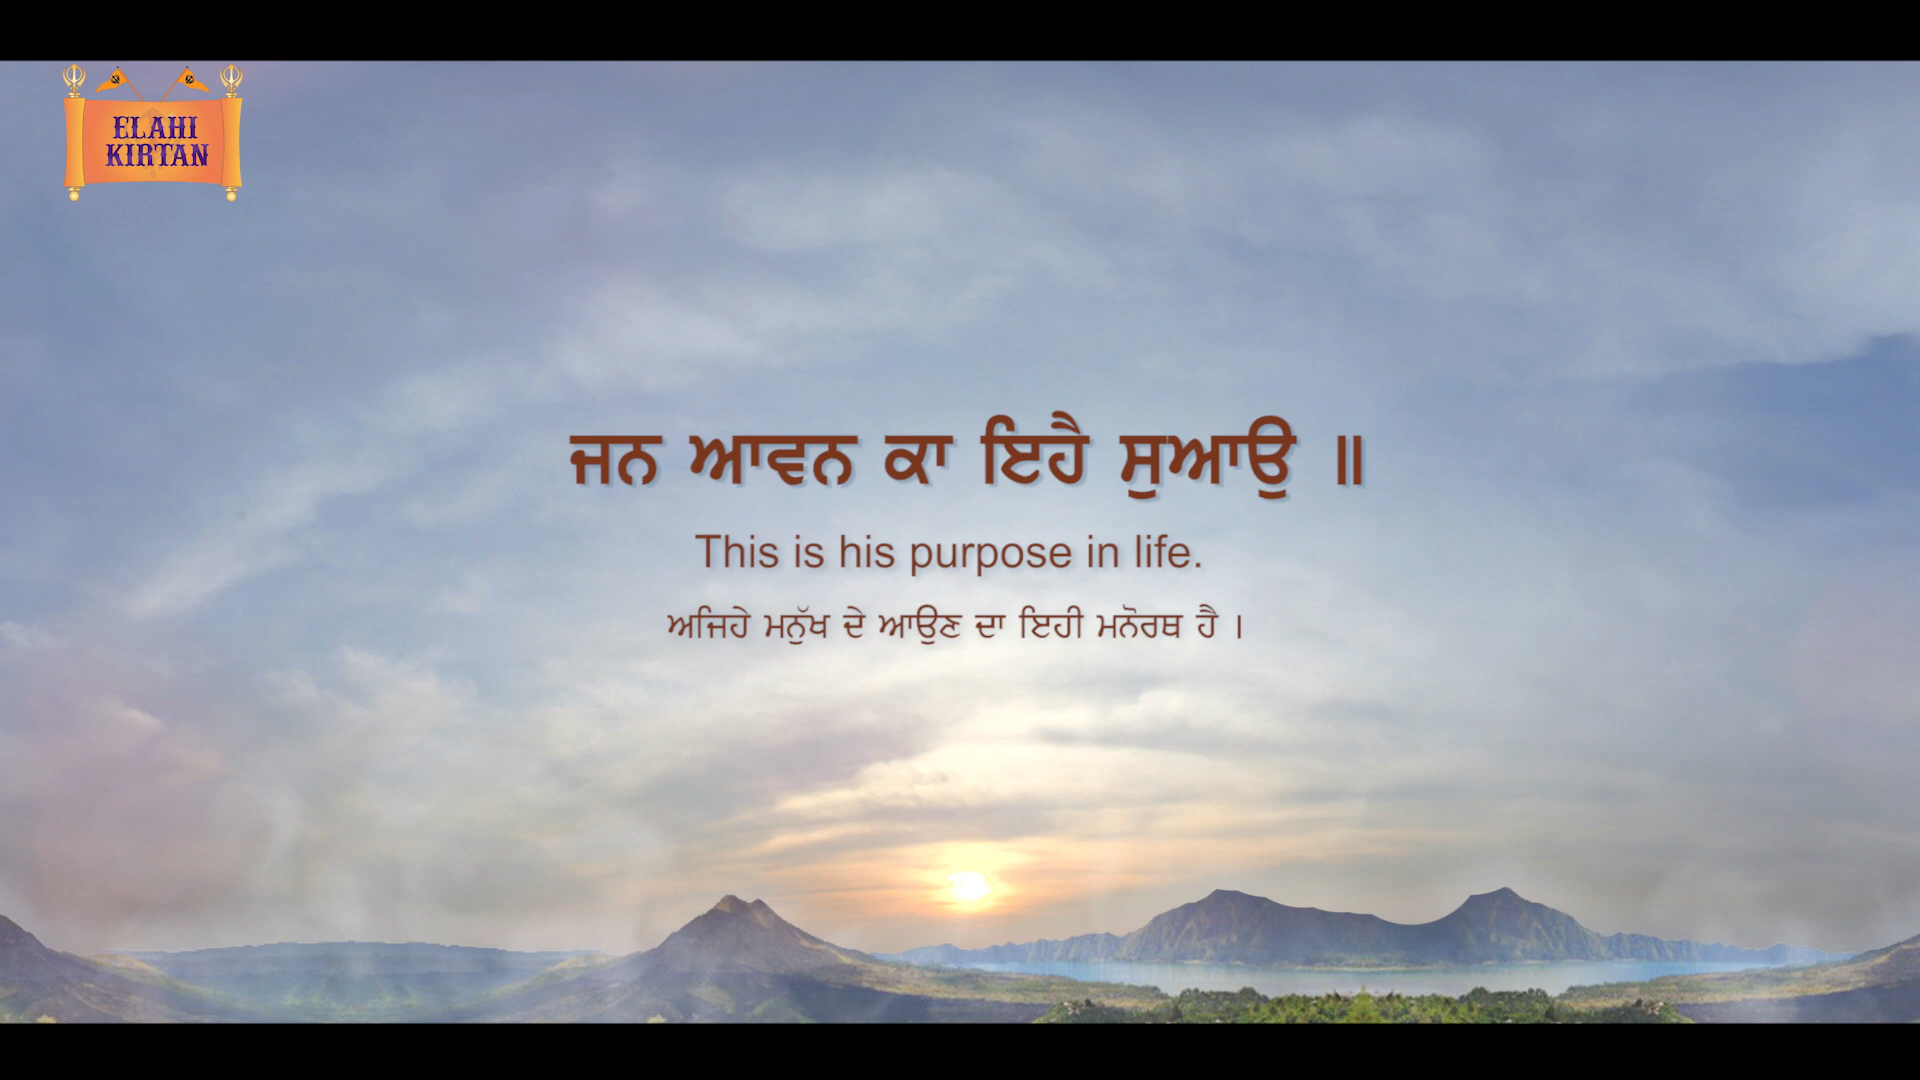 ELAHI
KIRTAN
ਜਨ ਆਵਨ ਕਾ ਇਹੈ ਸੁਆਉ ॥
This is his purpose in life.
ਅਜਿਹੇ ਮਨੁੱਖ ਦੇ ਆਉਣ ਦਾ ਇਹੀ ਮਨੋਰਥ ਹੈ ।